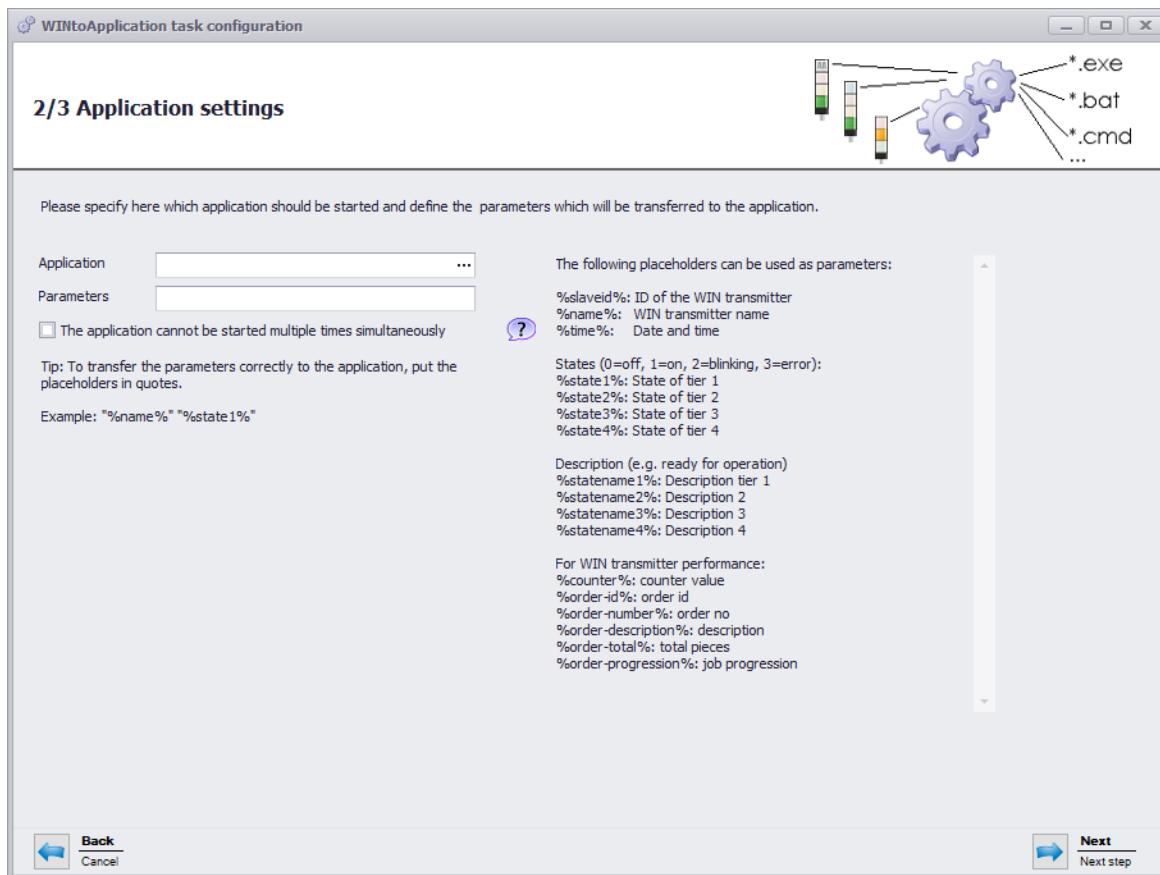 WINtoApplication task configuration
2/3 Application settings
*.exe
*.bat
*.cmd
...
Please specify here which application should be started and define the  parameters which will be transferred to the application.
Application
...
Parameters
The application cannot be started multiple times simultaneously
?
Tip: To transfer the parameters correctly to the application, put the
placeholders in quotes.
Example: "%name%" "%state1%"
The following placeholders can be used as parameters:
%slaveid%: ID of the WIN transmitter
%name%:   WIN transmitter name
%time%:    Date and time
States (0=off, 1=on, 2=blinking, 3=error):
%state1%: State of tier 1
%state2%: State of tier 2
%state3%: State of tier 3
%state4%: State of tier 4
Description (e.g. ready for operation)
%statename1%: Description tier 1
%statename2%: Description 2
%statename3%: Description 3
%statename4%: Description 4
For WIN transmitter performance:
%counter%: counter value
%order-id%: order id
%order-number%: order no
%order-description%: description
%order-total%: total pieces
%order-progression%: job progression
Back
Cancel
Next
Next step